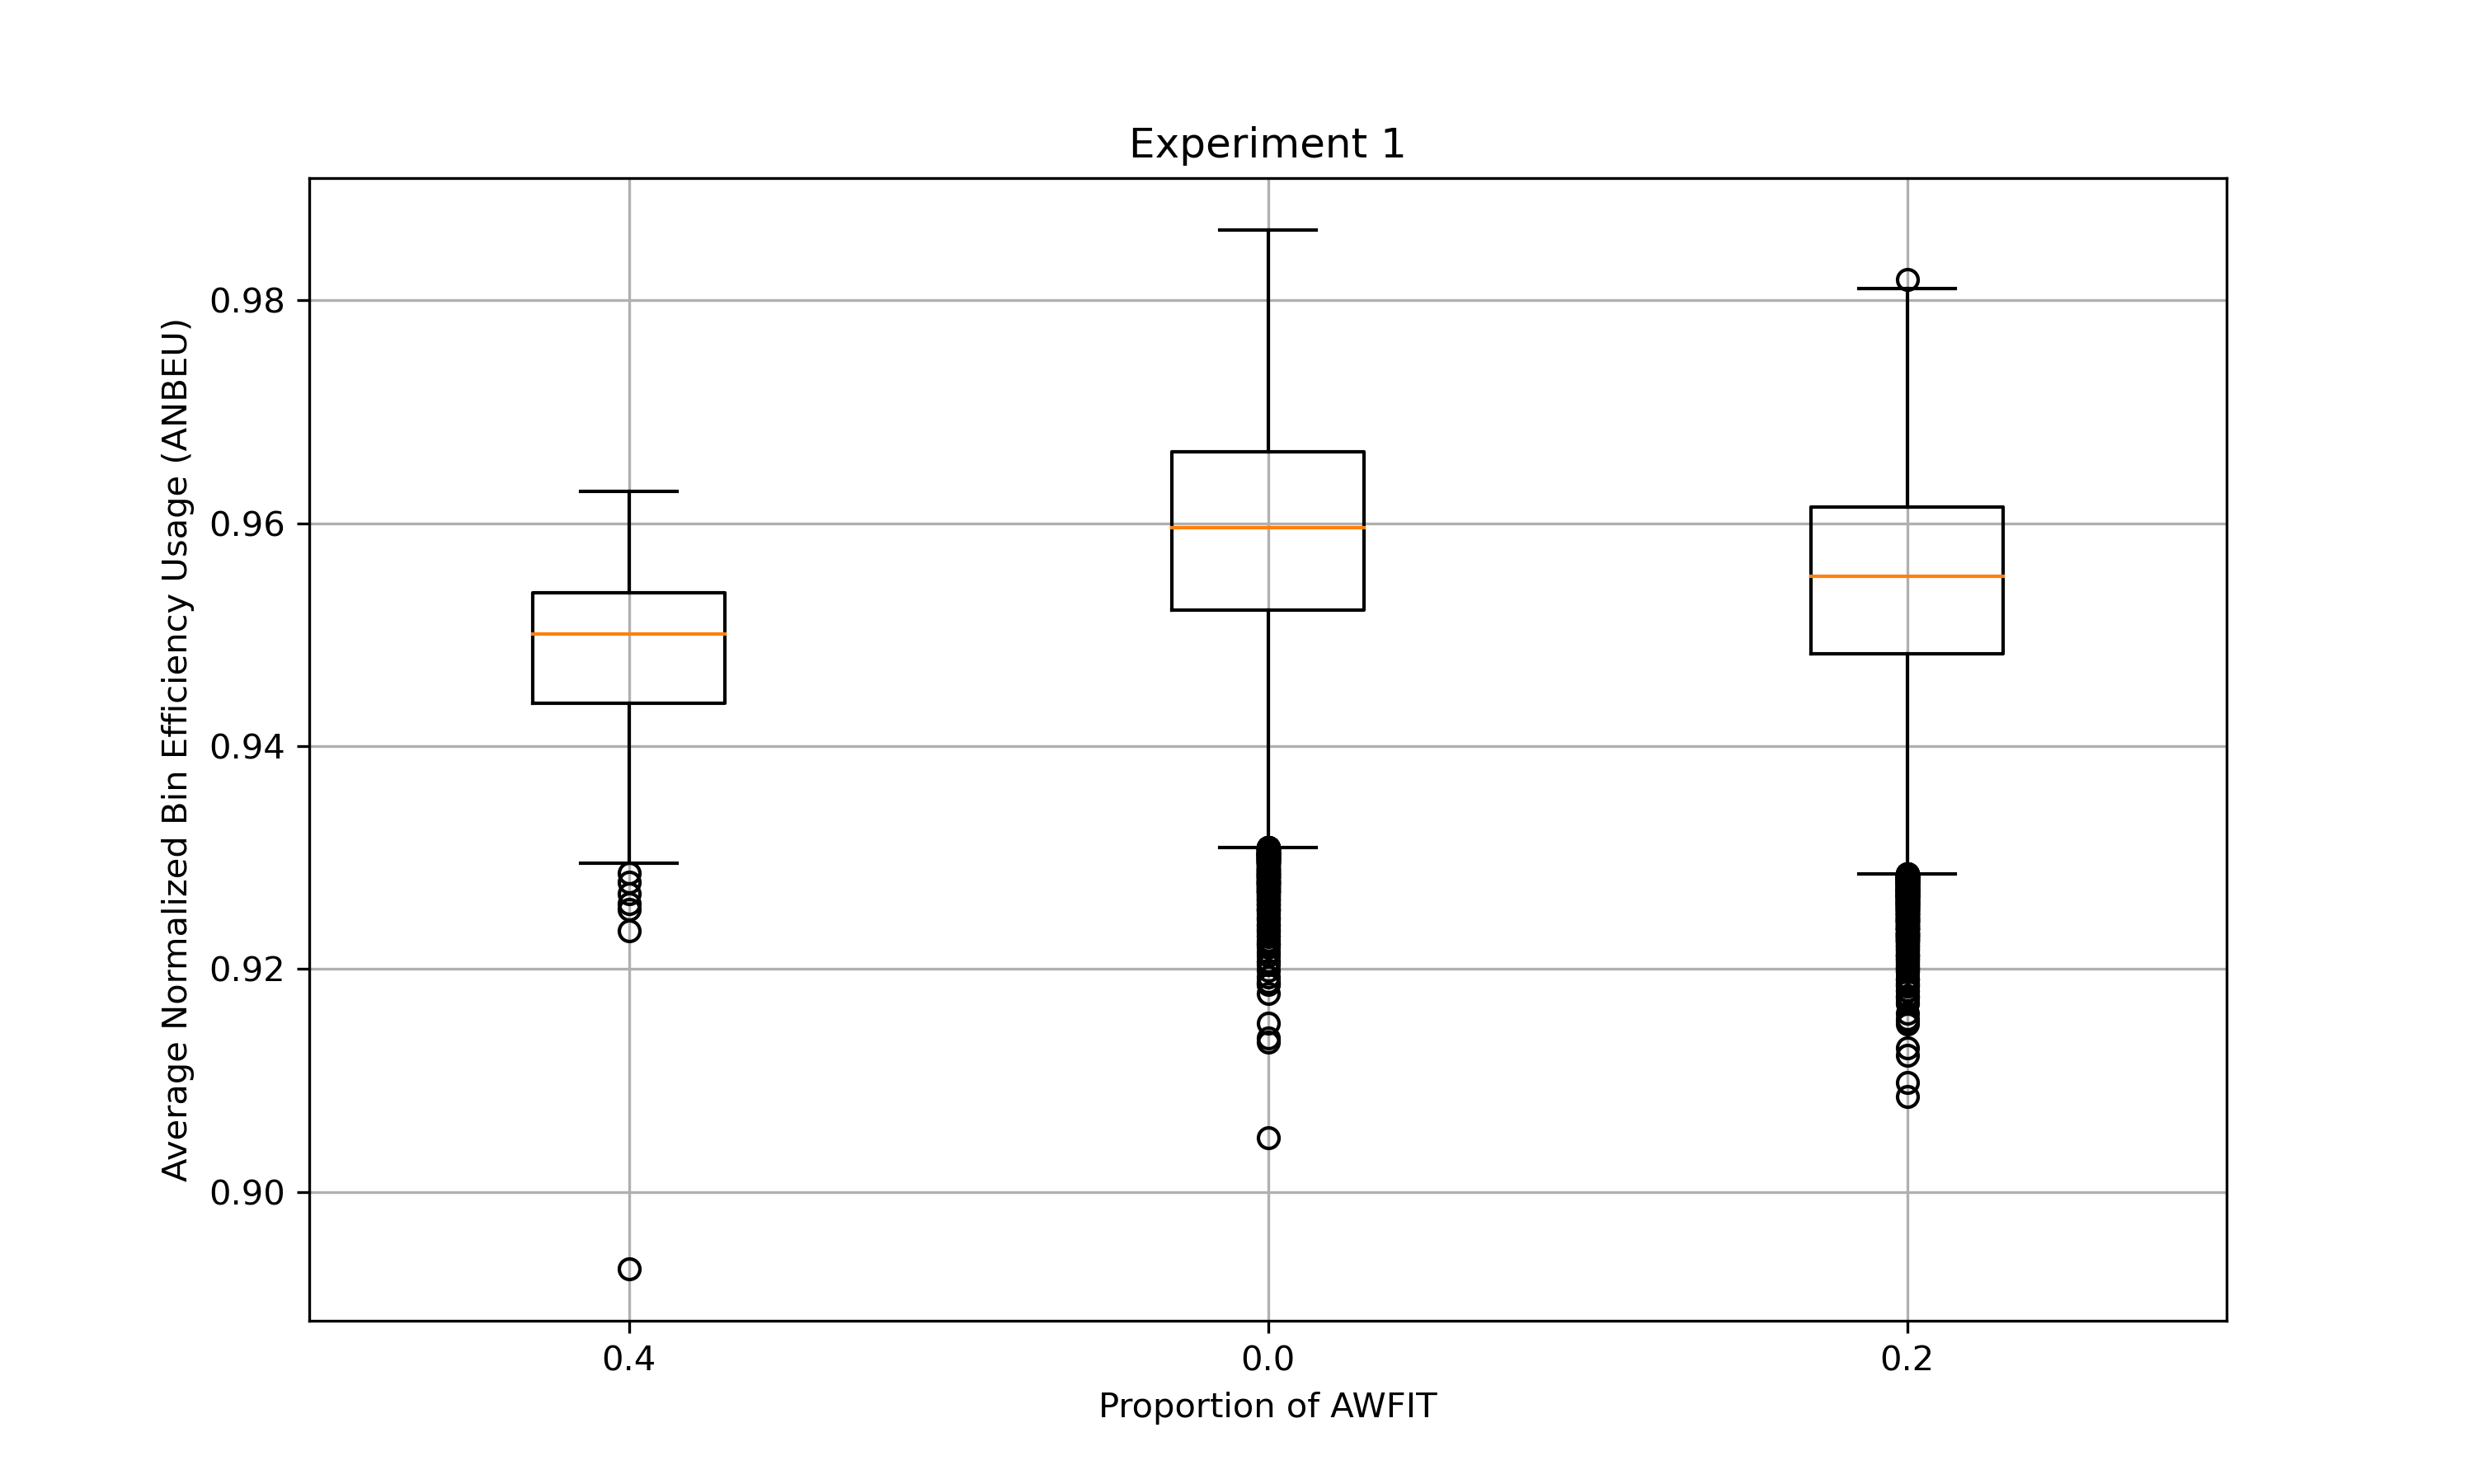 Experiment 1
Average Normalized Bin Efficiency Usage (ANBEU)
0.98
0.96
0.94
0.92
0.90
0.4 0.0 0.2
Proportion of AWFIT